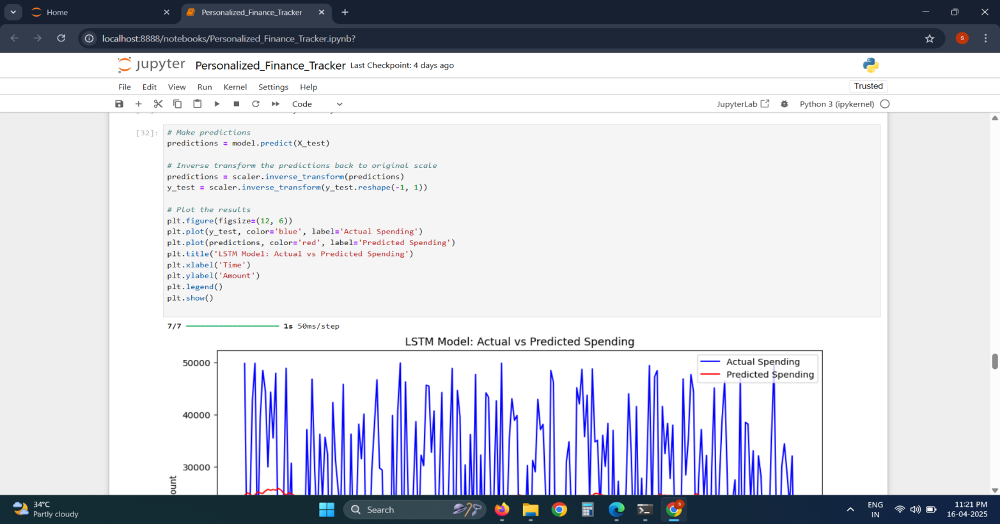 Home
Personalized_Finance_Tracker
localhost:8888/notebooks/Personalized_Finance_Tracker.ipynb?
S
jupyter Personalized_Finance_Tracker Last Checkpoint: 4 days ago
File Edit View Run Kernel Settings Help
Trusted
Code
JupyterLab
Python 3 (ipykernel)
[32]:
# Make predictions
predictions = model.predict(X_test)
# Inverse transform the predictions back to original scale
predictions = scaler.inverse_transform(predictions)
y_test = scaler.inverse_transform(y_test.reshape(-1, 1))
# Plot the results
plt.figure(figsize=(12, 6))
plt.plot(y_test, color='blue', label='Actual Spending')
plt.plot(predictions, color='red', label='Predicted Spending')
plt.title('LSTM Model: Actual vs Predicted Spending')
plt.xlabel('Time')
plt.ylabel('Amount')
plt.legend()
plt.show()
7/7 1s 50ms/step
LSTM Model: Actual vs Predicted Spending
Actual Spending
Predicted Spending
50000
40000
30000
ount
34°C
Partly cloudy
Search
ENG
IN
11:21 PM
16-04-2025